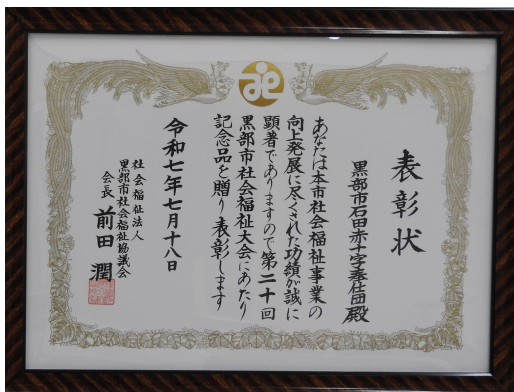 表彰状
黒部市石田赤十字奉仕団殿
あなたは本市社会福祉事業の
向上発展に尽くされた功績が誠に
顕著でありますので第二十回
黒部市社会福祉大会にあたり
記念品を贈り表彰します
令和七年七月十八日
社会福祉法人
黒部市社会福祉協議会
会長 前田 潤